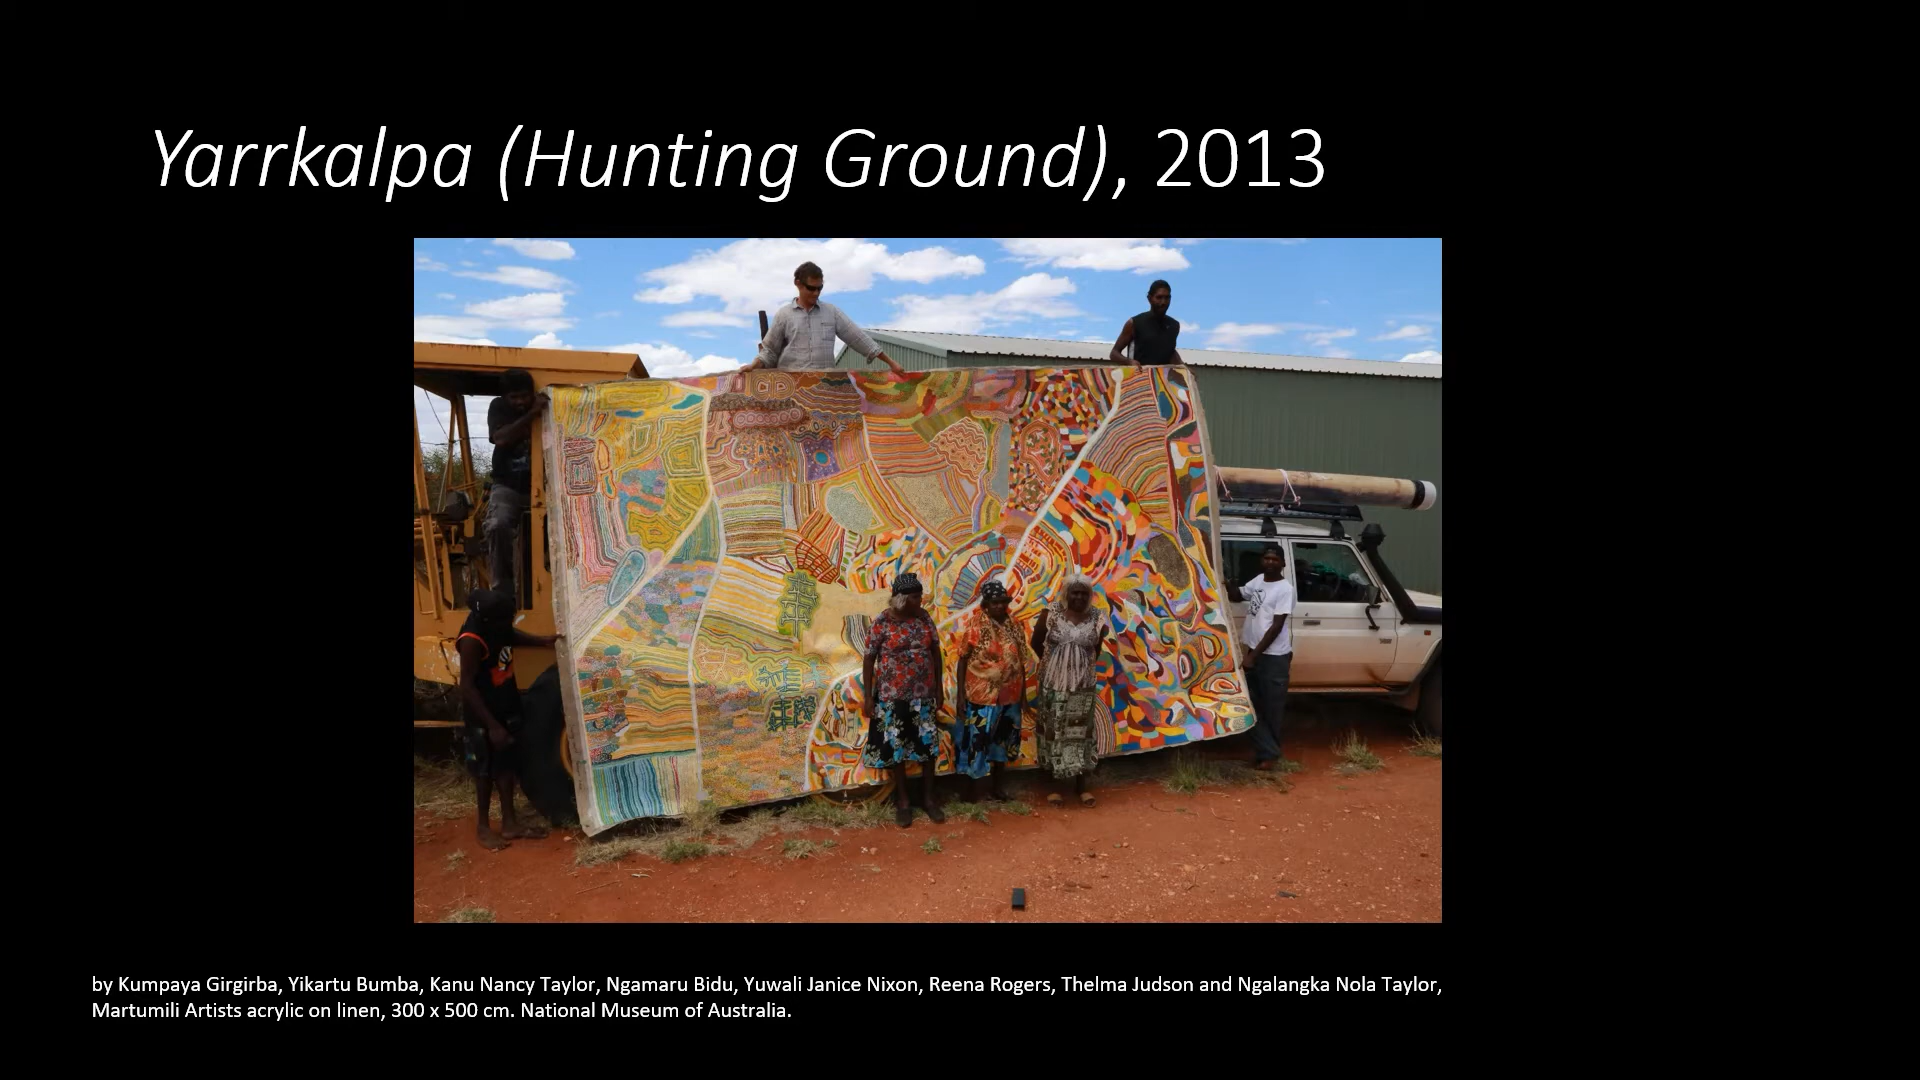 Yarrkalpa (Hunting Ground), 2013
by Kumpaya Girgirba, Yikartu Bumba, Kanu Nancy Taylor, Ngamaru Bidu, Yuwali Janice Nixon, Reena Rogers, Thelma Judson and Ngalangka Nola Taylor,
Martumili Artists acrylic on linen, 300 x 500 cm. National Museum of Australia.